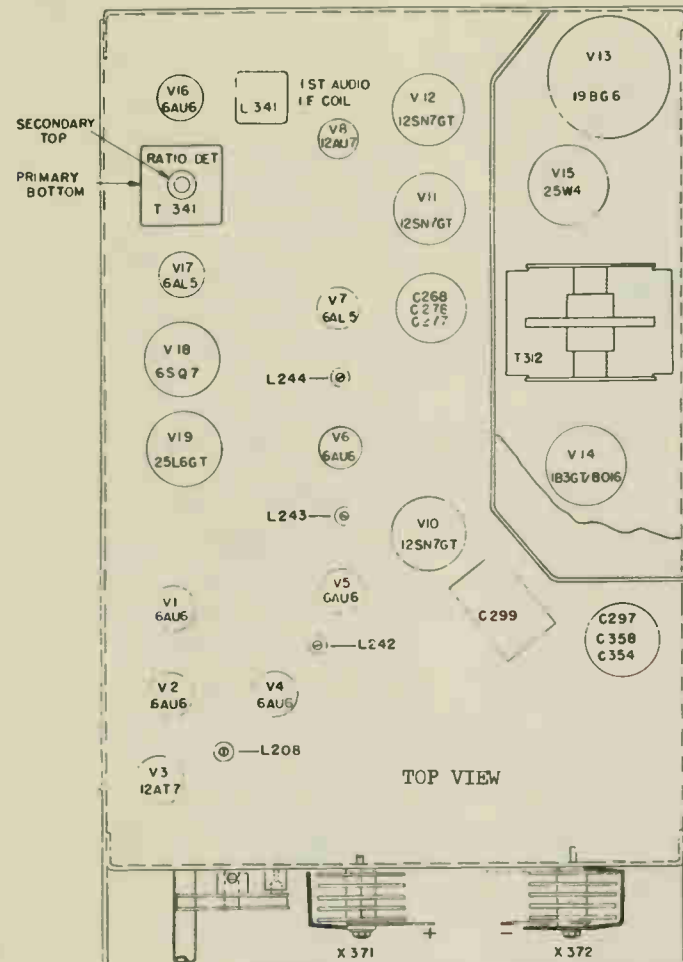 V16
6AU6
L 341
1ST AUDIO
I.F COIL
V8
12AU7
V12
12SN7GT
V13
19BG6
SECONDARY
TOP
PRIMARY
BOTTOM
RATIO DET
T 341
V11
12SN7GT
V15
25W4
V17
6AL5
V7
6AL5
C268
C276
C277
T312
V18
6SQ7
L244
V19
25L6GT
V6
6AU6
V14
1B3GT/8016
L243
V10
12SN7GT
V1
6AU6
V5
6AU6
C299
C297
C358
C354
L242
V2
6AU6
V4
6AU6
L208
V3
12AT7
TOP VIEW
+
-
X371
X372